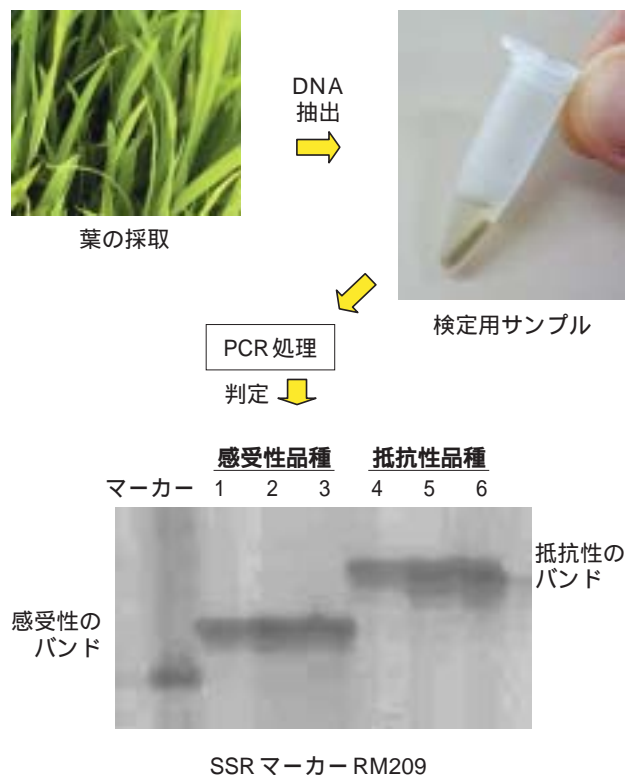 DNA
抽出
葉の採取
検定用サンプル
PCR 処理
判定
感受性品種 抵抗性品種
マーカー 1 2 3 4 5 6
抵抗性の
バンド
感受性の
バンド
SSR マーカー RM209